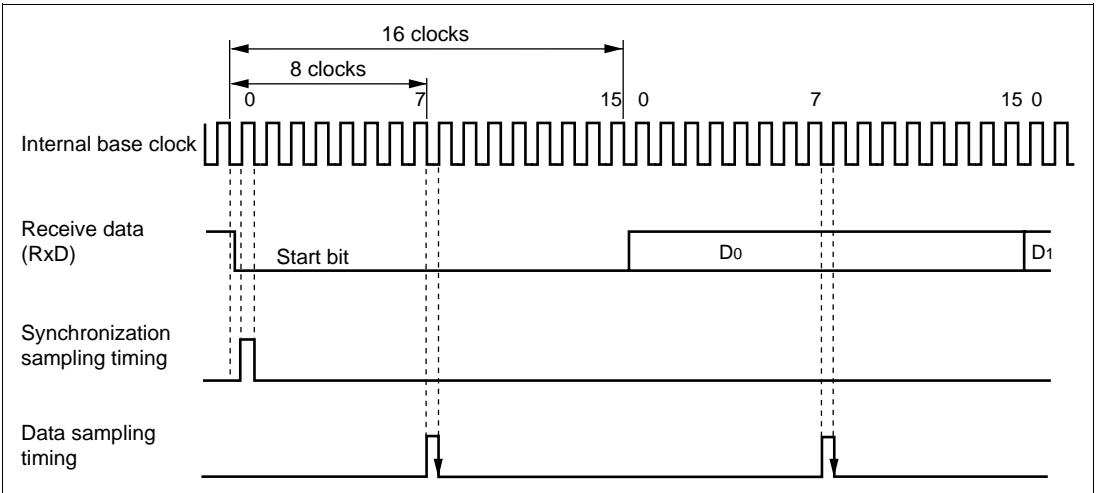 16 clocks
8 clocks
0 7 15 0 7 15 0
Internal base clock
Receive data
(RxD)
Start bit
D0
D1
Synchronization
sampling timing
Data sampling
timing